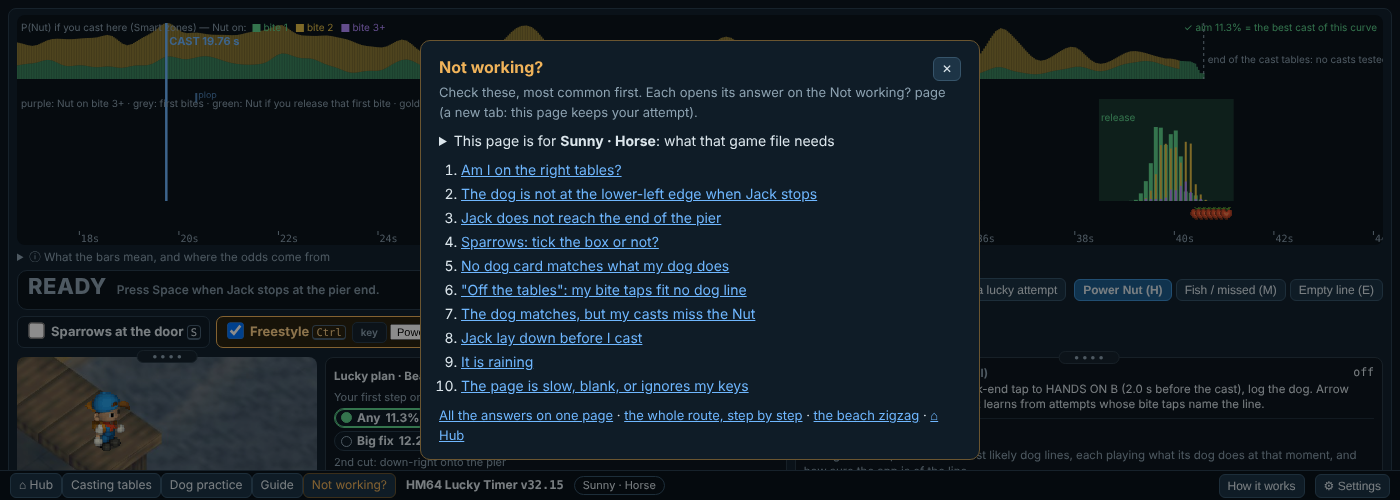 P(Nut) if you cast here (Smart zones) — Nut on: bite 1 bite 2 bite 3+
CAST 19.76 s
✓ aim 11.3% = the best cast of this curve
end of the cast tables: no casts tested
plop
purple: Nut on bite 3+ · grey: first bites · green: Nut if you release that first bite · gold
release
18s 20s 22s 24s 36s 38s 40s 42s 44
▶ ⓘ What the bars mean, and where the odds come from
READY Press Space when Jack stops at the pier end.
a lucky attempt Power Nut (H) Fish / missed (M) Empty line (E)
Sparrows at the door S Freestyle Ctrl key Powe
Not working? ✕
Check these, most common first. Each opens its answer on the Not working? page
(a new tab: this page keeps your attempt).
▶ This page is for Sunny · Horse: what that game file needs
1. Am I on the right tables?
2. The dog is not at the lower-left edge when Jack stops
3. Jack does not reach the end of the pier
4. Sparrows: tick the box or not?
5. No dog card matches what my dog does
6. "Off the tables": my bite taps fit no dog line
7. The dog matches, but my casts miss the Nut
8. Jack lay down before I cast
9. It is raining
10. The page is slow, blank, or ignores my keys
All the answers on one page · the whole route, step by step · the beach zigzag · ⌂
Hub
Lucky plan · Bea
Your first step or
Any 11.3%
Big fix 12.2
2nd cut: down-right onto the pier
l) off
k-end tap to HANDS ON B (2.0 s before the cast), log the dog. Arrow
learns from attempts whose bite taps name the line.
st likely dog lines, each playing what its dog does at that moment, and
how sure the app is of the line.
⌂ Hub Casting tables Dog practice Guide Not working? HM64 Lucky Timer v32.15 Sunny · Horse How it works ⚙ Settings